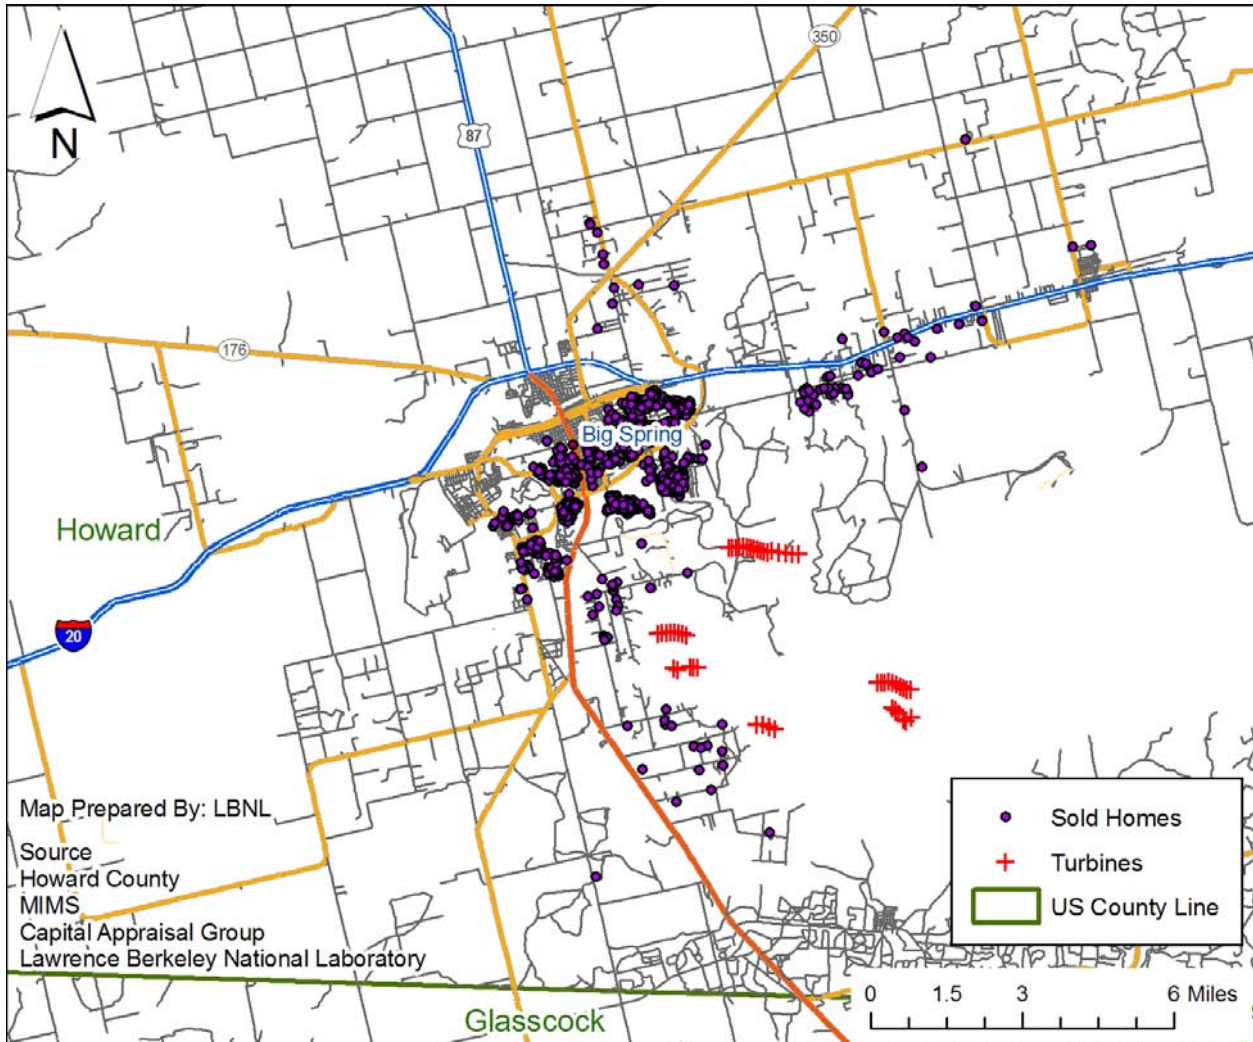 350
87
N
176
Big Spring
Howard
20
Map Prepared By: LBNL
Source
Howard County
MIMS
Capital Appraisal Group
Lawrence Berkeley National Laboratory
Sold Homes
Turbines
US County Line
0 1.5 3 6 Miles
Glasscock